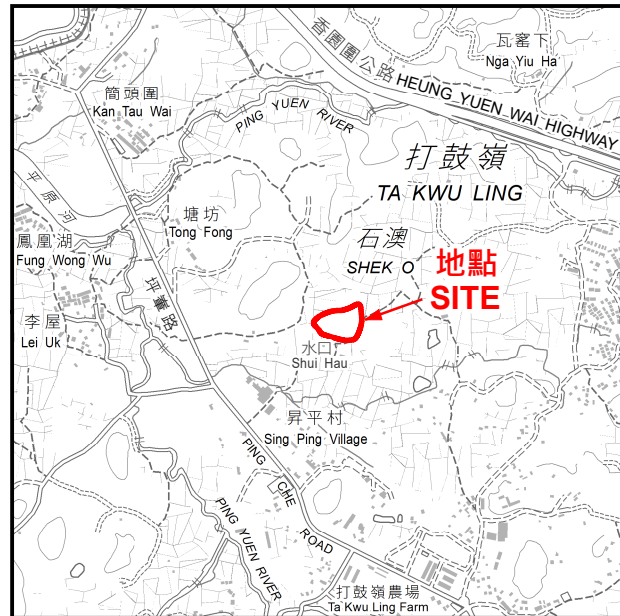 香園圍公路
HEUNG YUEN WAI HIGHWAY
瓦窰下
Nga Yiu Ha
簡頭圍
Kan Tau Wai
PING YUEN RIVER
打鼓嶺
TA KWU LING
平原河
塘坊
Tong Fong
石澳
SHEK O
地點
SITE
鳳凰湖
Fung Wong Wu
坪輋路
李屋
Lei Uk
水口
Shui Hau
昇平村
Sing Ping Village
PING CHE ROAD
PING YUEN RIVER
打鼓嶺農場
Ta Kwu Ling Farm